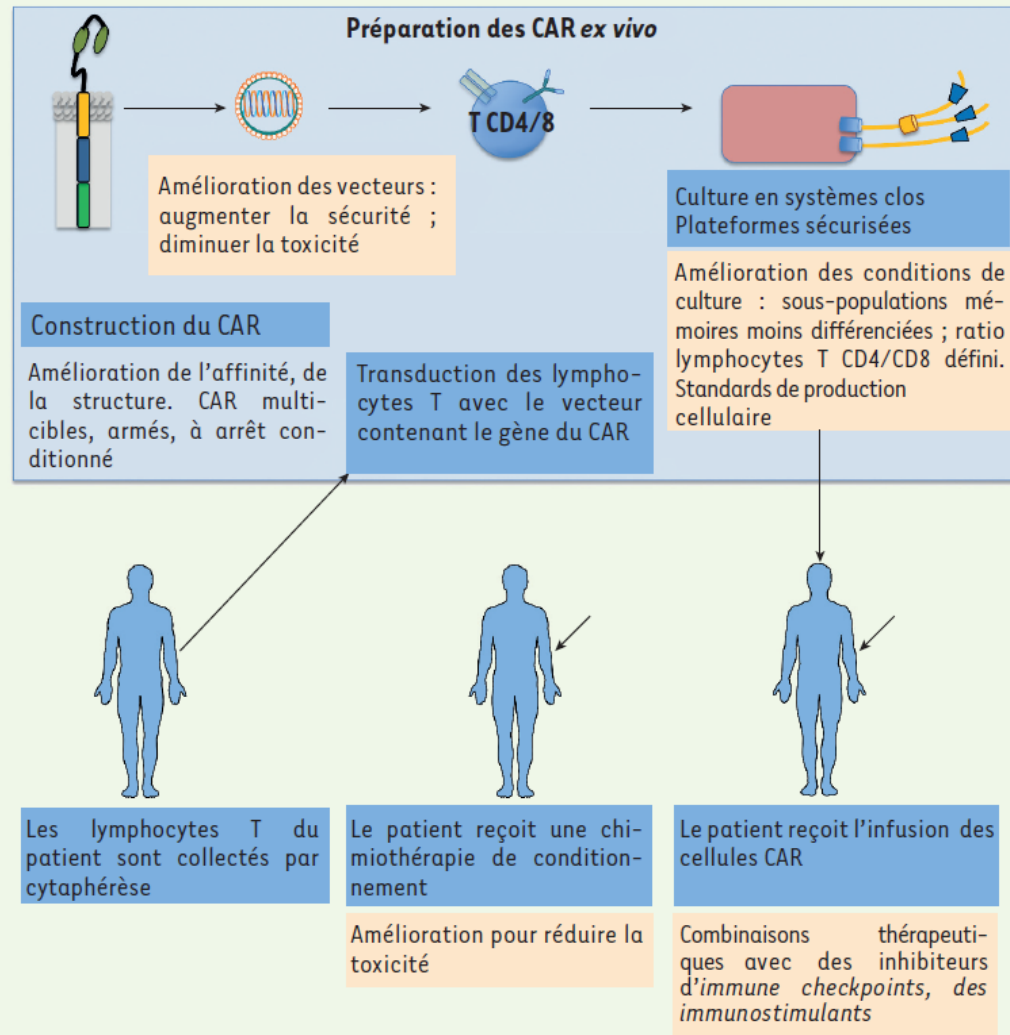 Préparation des CAR ex vivo
T CD4/8
Amélioration des vecteurs :
augmenter la sécurité ;
diminuer la toxicité
Culture en systèmes clos
Plateformes sécurisées
Amélioration des conditions de
culture : sous-populations mé-
moires moins différenciées ; ratio
lymphocytes T CD4/CD8 défini.
Standards de production
cellulaire
Construction du CAR
Amélioration de l’affinité, de
la structure. CAR multi-
cibles, armés, à arrêt con-
ditionné
Transduction des lympho-
cytes T avec le vecteur
contenant le gène du CAR
Les lymphocytes T du
patient sont collectés par
cytaphérèse
Le patient reçoit une chi-
miothérapie de condition-
nement
Amélioration pour réduire la
toxicité
Le patient reçoit l’infusion des
cellules CAR
Combinaisons thérapeuti-
ques avec des inhibiteurs
d’immune checkpoints, des
immunostimulants